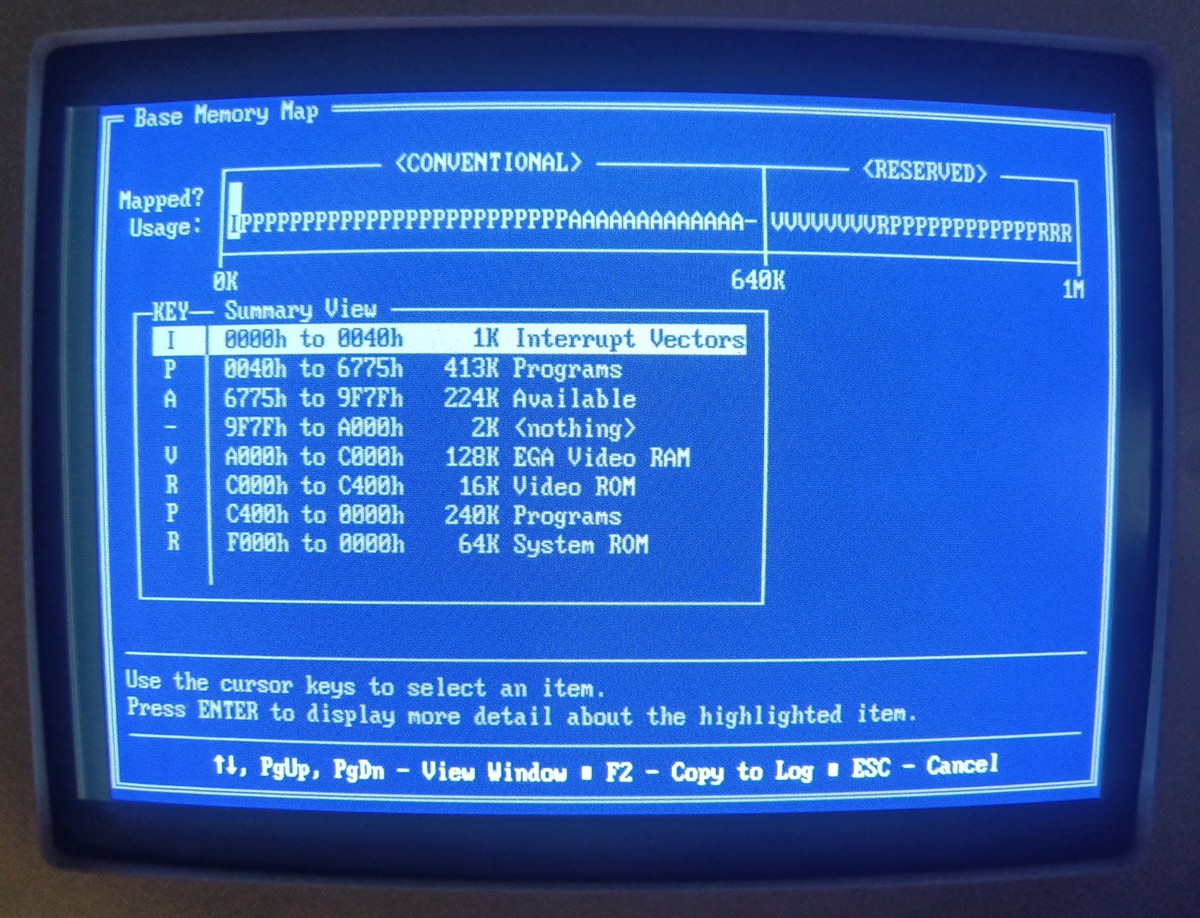 Base Memory Map
<CONVENTIONAL> <RESERVED>
Mapped?
Usage: IPPPPPPPPPPPPPPPPPPPPPPPPPPPAAAAAAAAAAAAAA- VVVVVVVVRPPPPPPPPPPPPRRR
0K 640K 1M
KEY Summary View
I 0000h to 0040h 1K Interrupt Vectors
P 0040h to 6775h 413K Programs
A 6775h to 9F7Fh 224K Available
- 9F7Fh to A000h 2K <nothing>
V A000h to C000h 128K EGA Video RAM
R C000h to C400h 16K Video ROM
P C400h to 0000h 240K Programs
R F000h to 0000h 64K System ROM
Use the cursor keys to select an item.
Press ENTER to display more detail about the highlighted item.
↑↓, PgUp, PgDn - View Window ■ F2 - Copy to Log ■ ESC - Cancel